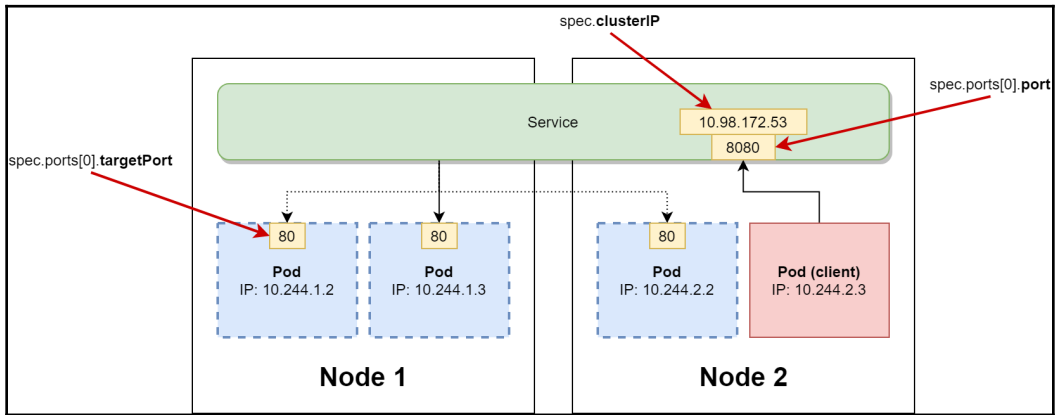 spec.clusterIP
spec.ports[0].port
10.98.172.53
Service
8080
spec.ports[0].targetPort
80
80
80
Pod
IP: 10.244.1.2
Pod
IP: 10.244.1.3
Pod
IP: 10.244.2.2
Pod (client)
IP: 10.244.2.3
Node 1
Node 2